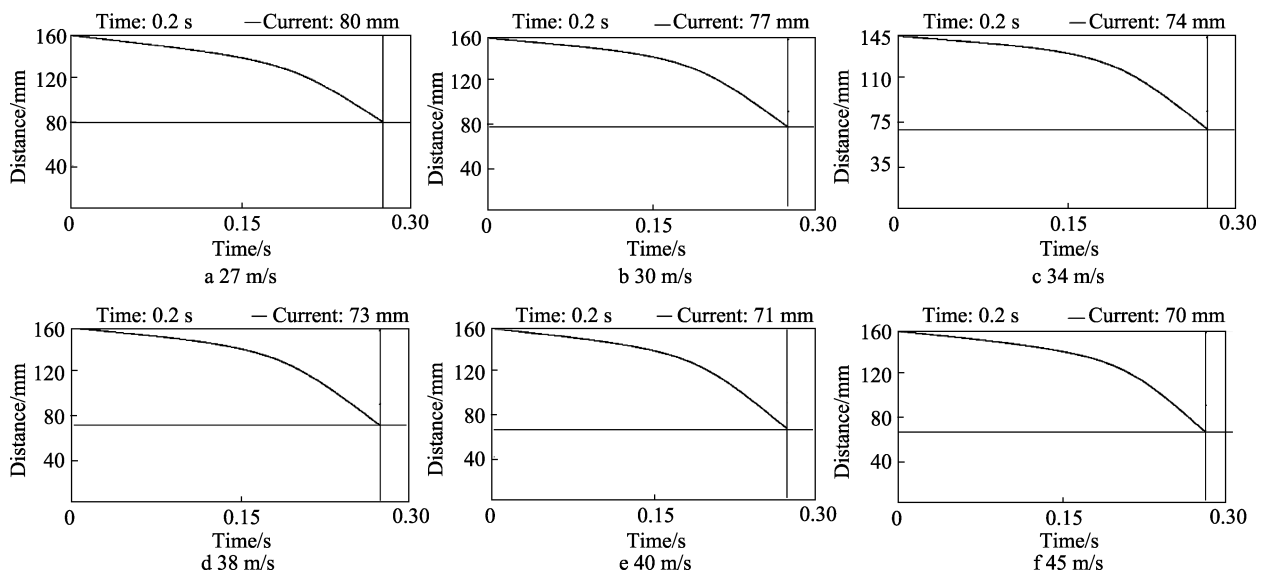 Time: 0.2 s —Current: 80 mm
160
120
80
40
Distance/mm
0 0.15 0.30
Time/s
a 27 m/s
Time: 0.2 s —Current: 77 mm
160
120
80
40
Distance/mm
0 0.15 0.30
Time/s
b 30 m/s
Time: 0.2 s —Current: 74 mm
145
110
75
35
Distance/mm
0 0.15 0.30
Time/s
c 34 m/s
Time: 0.2 s —Current: 73 mm
160
120
80
40
Distance/mm
0 0.15 0.30
Time/s
d 38 m/s
Time: 0.2 s —Current: 71 mm
160
120
80
40
Distance/mm
0 0.15 0.30
Time/s
e 40 m/s
Time: 0.2 s —Current: 70 mm
160
120
80
40
Distance/mm
0 0.15 0.30
Time/s
f 45 m/s